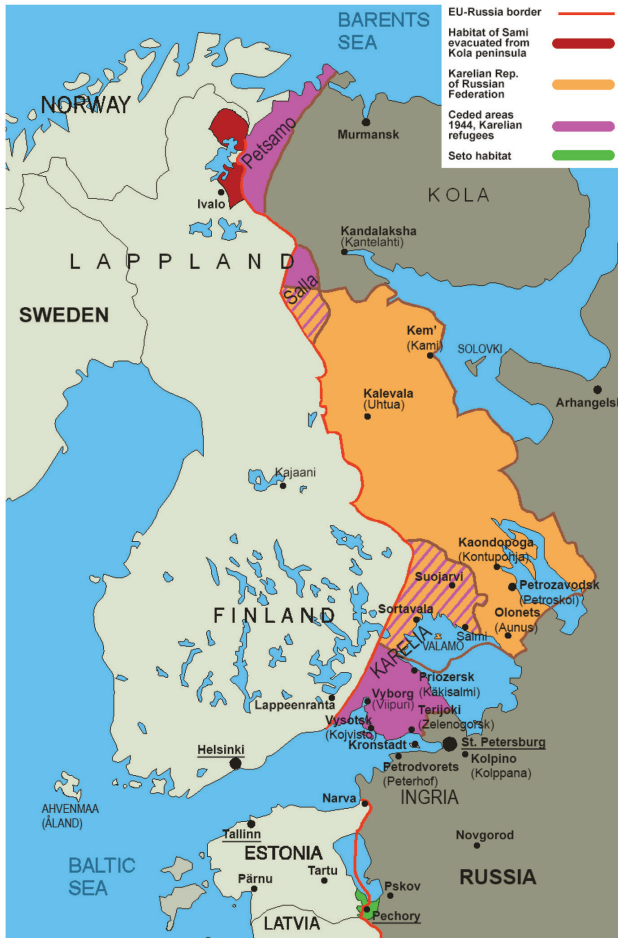 BARENTS
SEA
EU-Russia border
Habitat of Sami
evacuated from
Kola peninsula
Karelian Rep.
of Russian
Federation
Ceded areas
1944, Karelian
refugees
Seto habitat
NORWAY
Petsamo
Murmansk
Ivalo
KOLA
Kandalaksha
(Kantelahti)
LAPPLAND
Salla
SWEDEN
Kem'
(Kami)
SOLOVKI
Kalevala
(Uhtua)
Arhangelsk
Kajaani
Kaondopoga
(Kontupohja)
Suojarvi
Petrozavodsk
(Petroskoi)
FINLAND
Sortavala
Olonets
(Aunus)
Salmi
VALAMO
KARELIA
Priozersk
(Käkisalmi)
Lappeenranta
Vyborg
(Viipuri)
Terijoki
(Zelenogorsk)
Vysotsk
(Koivisto)
Kronstadt
St. Petersburg
Helsinki
Kolpino
(Kolppana)
Petrodvorets
(Peterhof)
INGRIA
AHVENMAA
(ÅLAND)
Narva
Tallinn
Novgorod
ESTONIA
BALTIC
SEA
Tartu
Pärnu
RUSSIA
Pskov
Pechory
LATVIA